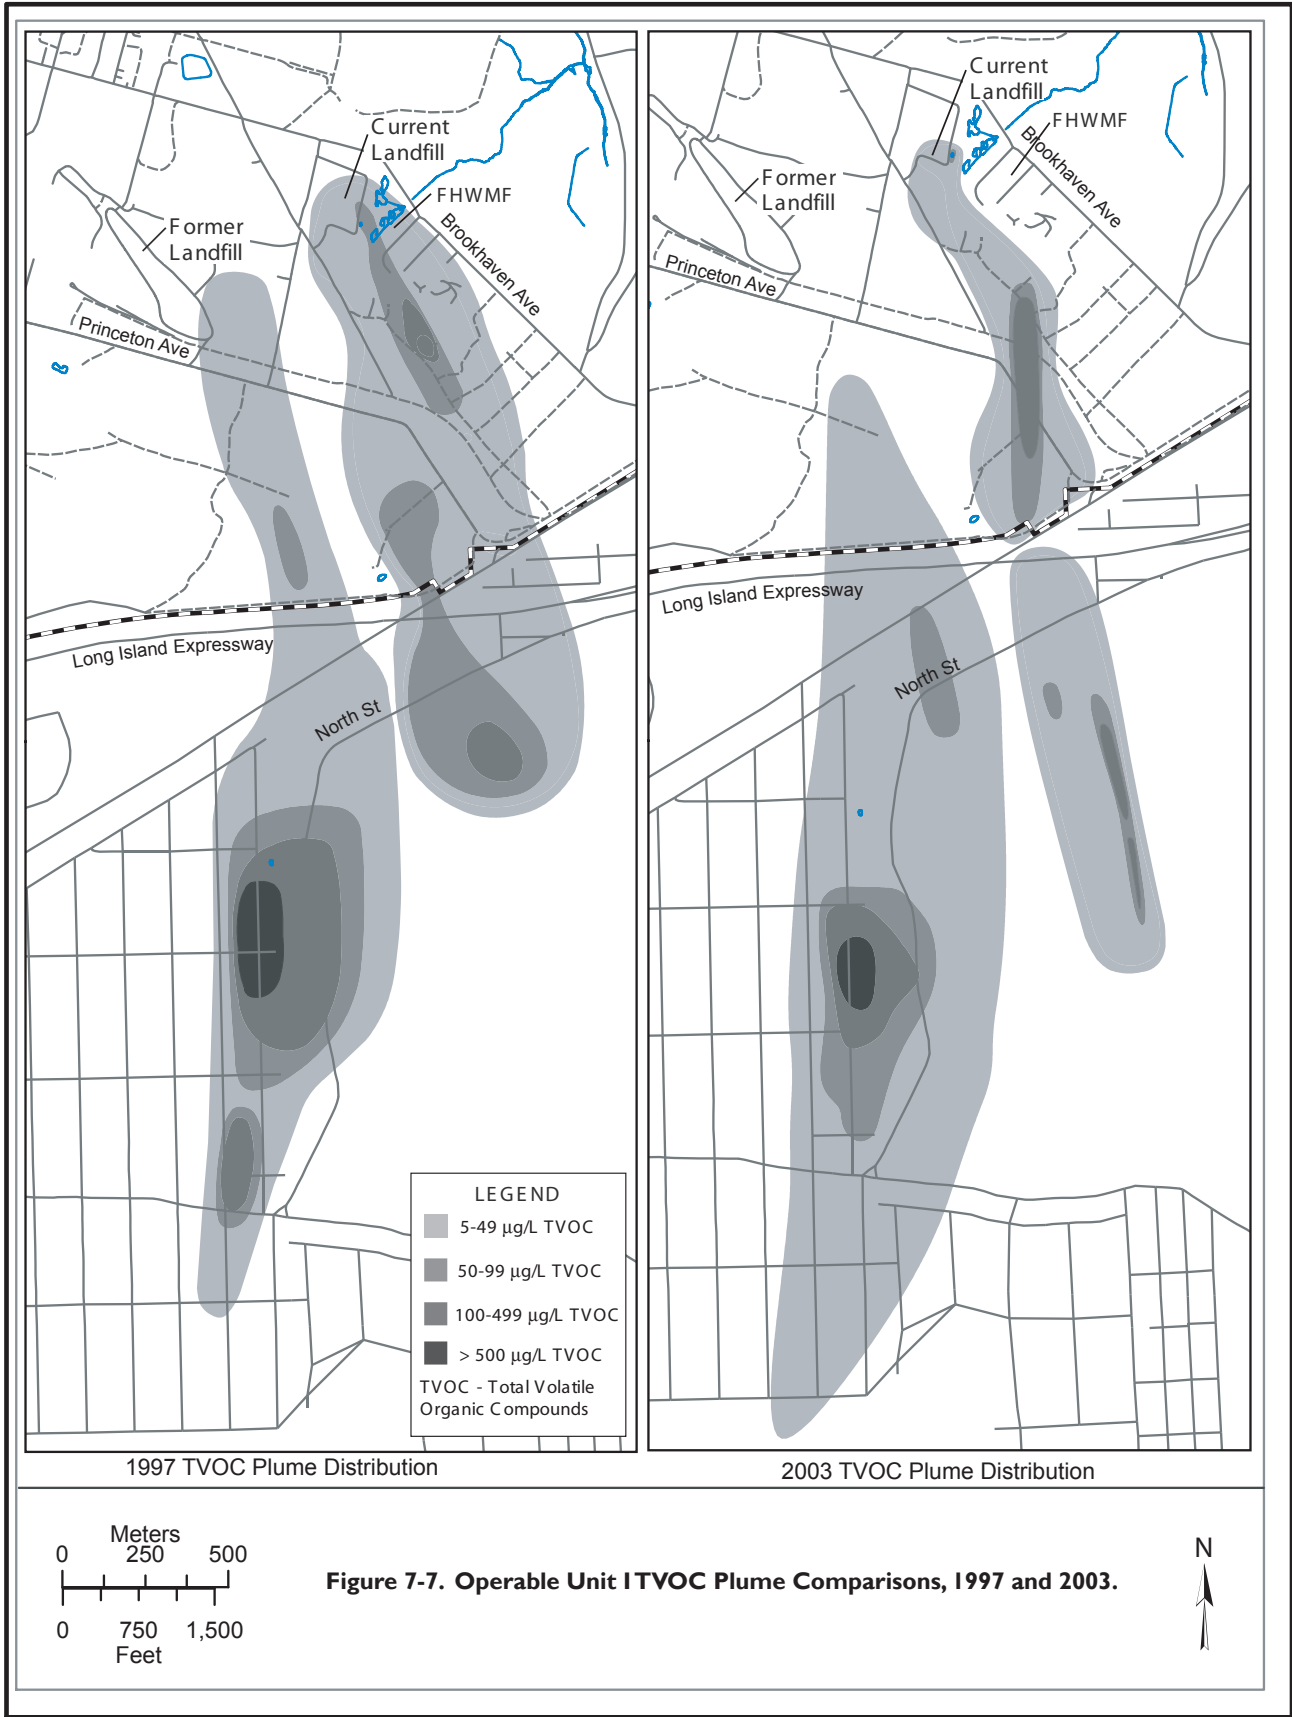 Current
Landfill
FHWMF
Former
Landfill
Brookhaven Ave
Princeton Ave
Long Island Expressway
North St
LEGEND
5-49 µg/L TVOC
50-99 µg/L TVOC
100-499 µg/L TVOC
> 500 µg/L TVOC
TVOC - Total Volatile
Organic Compounds
1997 TVOC Plume Distribution
Current
Landfill
FHWMF
Brookhaven Ave
Former
Landfill
Princeton Ave
Long Island Expressway
North St
2003 TVOC Plume Distribution
Meters
0 250 500
0 750 1,500
Feet
Figure 7-7. Operable Unit I TVOC Plume Comparisons, 1997 and 2003.
N